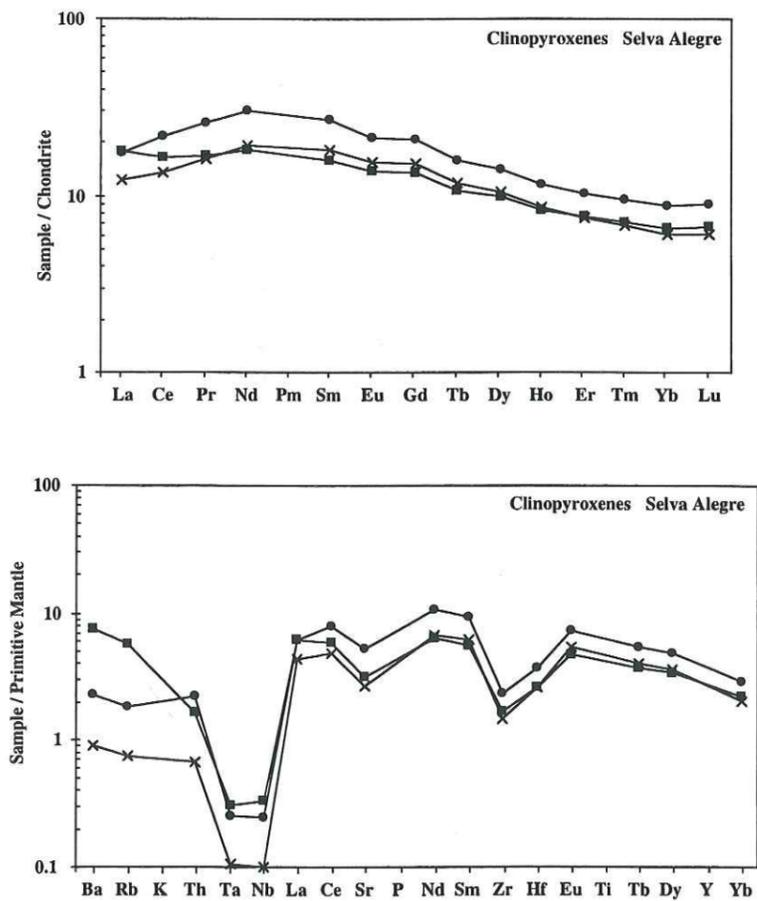 100
Clinopyroxenes Selva Alegre
Sample / Chondrite
10
1
La Ce Pr Nd Pm Sm Eu Gd Tb Dy Ho Er Tm Yb Lu
100
Clinopyroxenes Selva Alegre
Sample / Primitive Mantle
10
1
0.1
Ba Rb K Th Ta Nb La Ce Sr P Nd Sm Zr Hf Eu Ti Tb Dy Y Yb